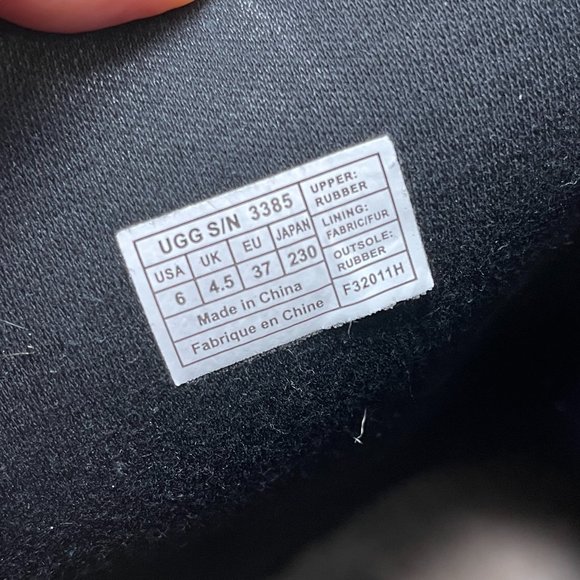 UGG S/N 3385
USA UK EU JAPAN
6 4.5 37 230
Made in China
Fabrique en Chine
UPPER:
RUBBER
LINING:
FABRIC/FUR
OUTSOLE:
RUBBER
F32011H